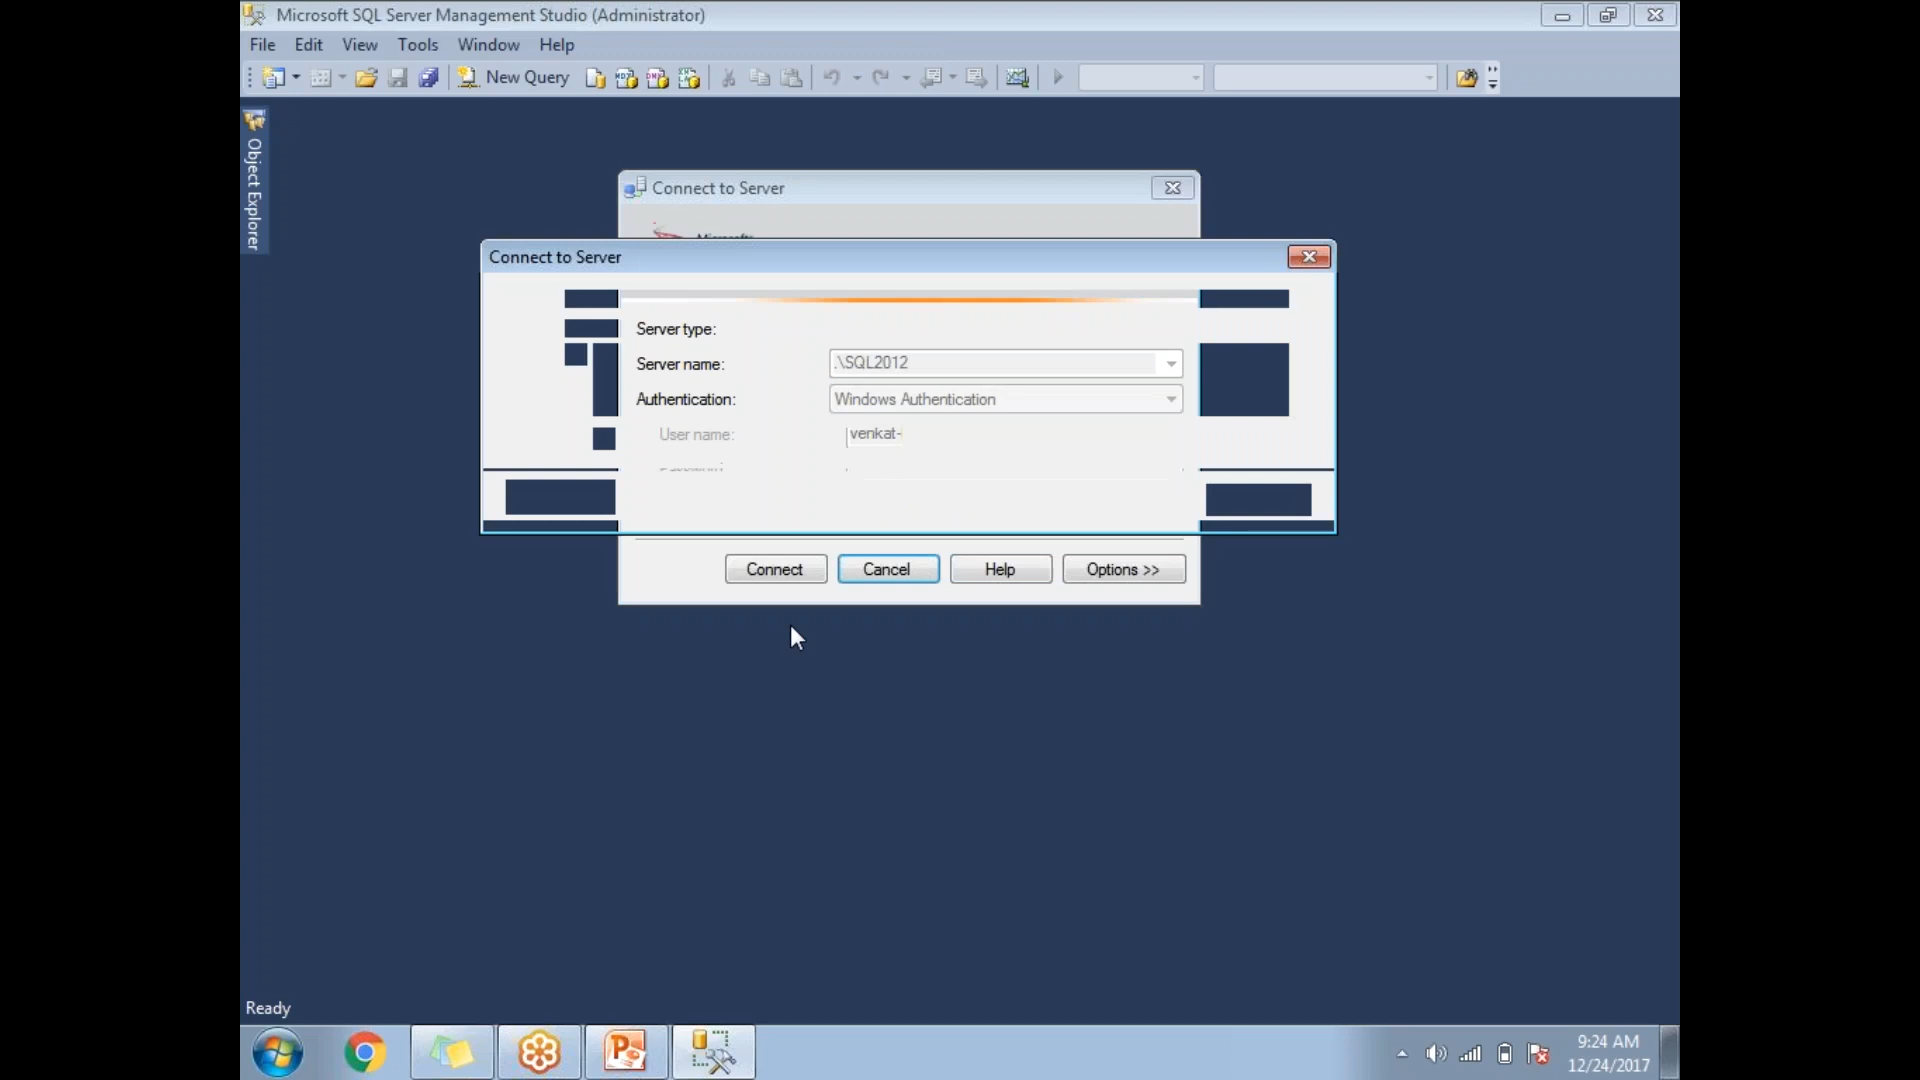 Microsoft SQL Server Management Studio (Administrator)
File Edit View Tools Window Help
New Query
Object Explorer
Connect to Server
Connect to Server
Server type:
Server name: .\SQL2012
Authentication: Windows Authentication
User name: venkat-
Connect Cancel Help Options >>
Ready
9:24 AM
12/24/2017